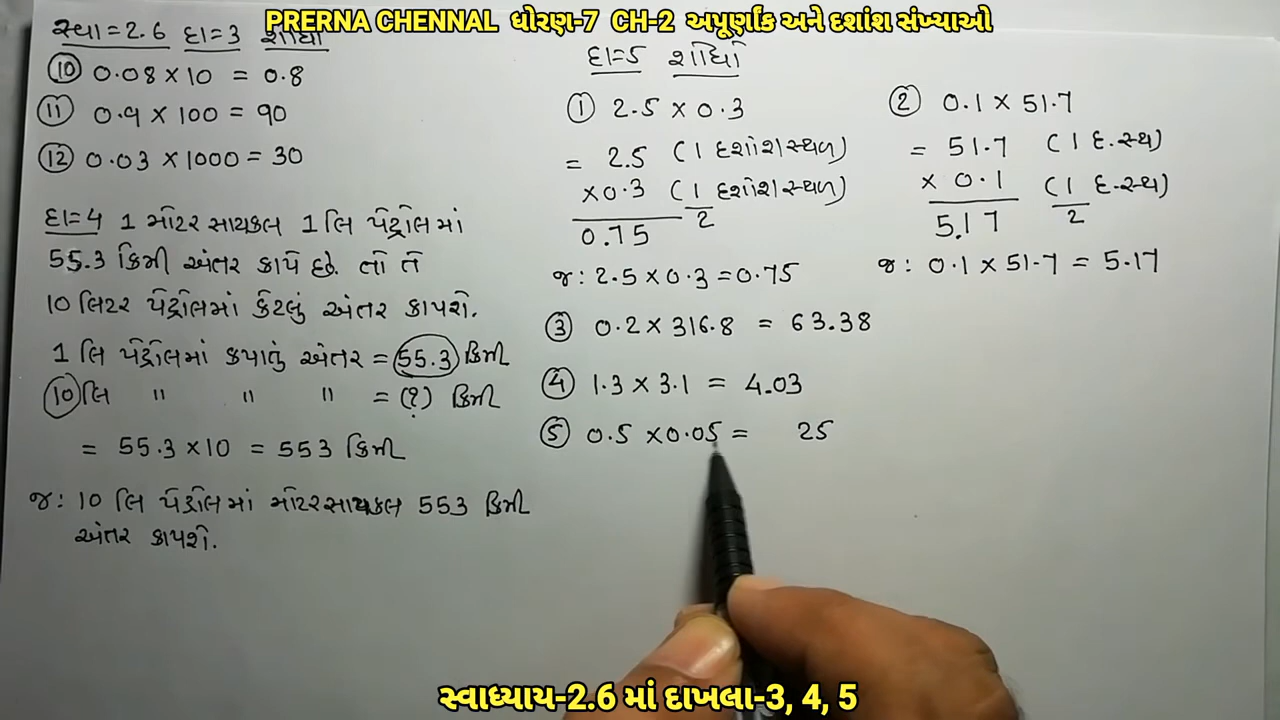 PRERNA CHENNAL ધોરણ-7 CH-2 અપૂર્ણાંક અને દશાંશ સંખ્યાઓ
સ્વા=2.6 દા=3 શોધો
⑩ 0.08 × 10 = 0.8
⑪ 0.9 × 100 = 90
⑫ 0.03 × 1000 = 30
દા=4 1 મોટર સાયકલ 1 લિ પેટ્રોલમાં
55.3 કિમી અંતર કાપે છે. તો તે
10 લિટર પેટ્રોલમાં કેટલું અંતર કાપશે.
1 લિ પેટ્રોલમાં કપાતું અંતર = 55.3 કિમી
10 લિ " " " = (?) કિમી
= 55.3 × 10 = 553 કિમી
જ: 10 લિ પેટ્રોલમાં મોટરસાયકલ 553 કિમી
અંતર કાપશે.
દા=5 શોધો
① 2.5 × 0.3
= 2.5 (1 દશાંશસ્થળ)
× 0.3 (1 દશાંશસ્થળ)
0.75 2
જ: 2.5 × 0.3 = 0.75
② 0.1 × 51.7
= 51.7 (1 દ.સ્થ)
× 0.1 (1 દ.સ્થ)
5.17 2
જ: 0.1 × 51.7 = 5.17
③ 0.2 × 316.8 = 63.38
④ 1.3 × 3.1 = 4.03
⑤ 0.5 × 0.05 = 25
સ્વાધ્યાય-2.6 માં દાખલા-3, 4, 5